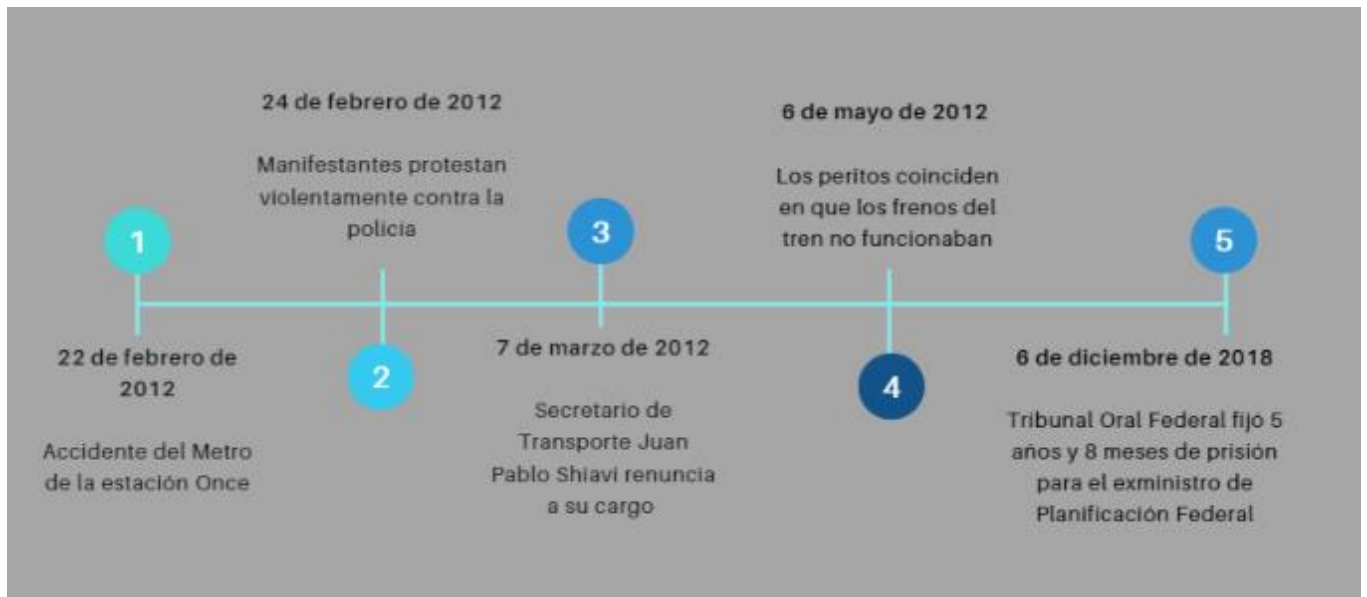 1
22 de febrero de
2012
Accidente del Metro
de la estación Once
24 de febrero de 2012
Manifestantes protestan
violentamente contra la
policia
2
3
7 de marzo de 2012
Secretario de
Transporte Juan
Pablo Shiavi renuncia
a su cargo
6 de mayo de 2012
Los peritos coinciden
en que los frenos del
tren no funcionaban
4
5
6 de diciembre de 2018
Tribunal Oral Federal fijó 5
años y 8 meses de prisión
para el exministro de
Planificación Federal